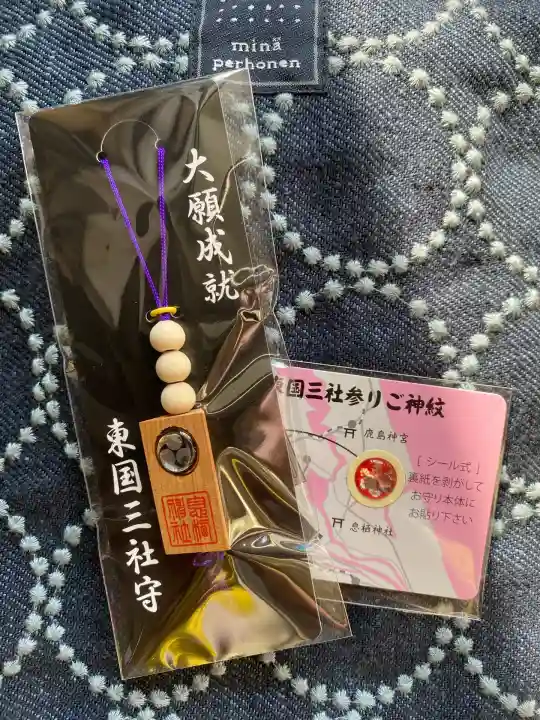 minä
perhonen
大願成就
東国三社守
息栖
神社
東国三社参りご神紋
鹿島神宮
[ シール式 ]
裏紙を剥がして
お守り本体に
お貼り下さい
息栖神社